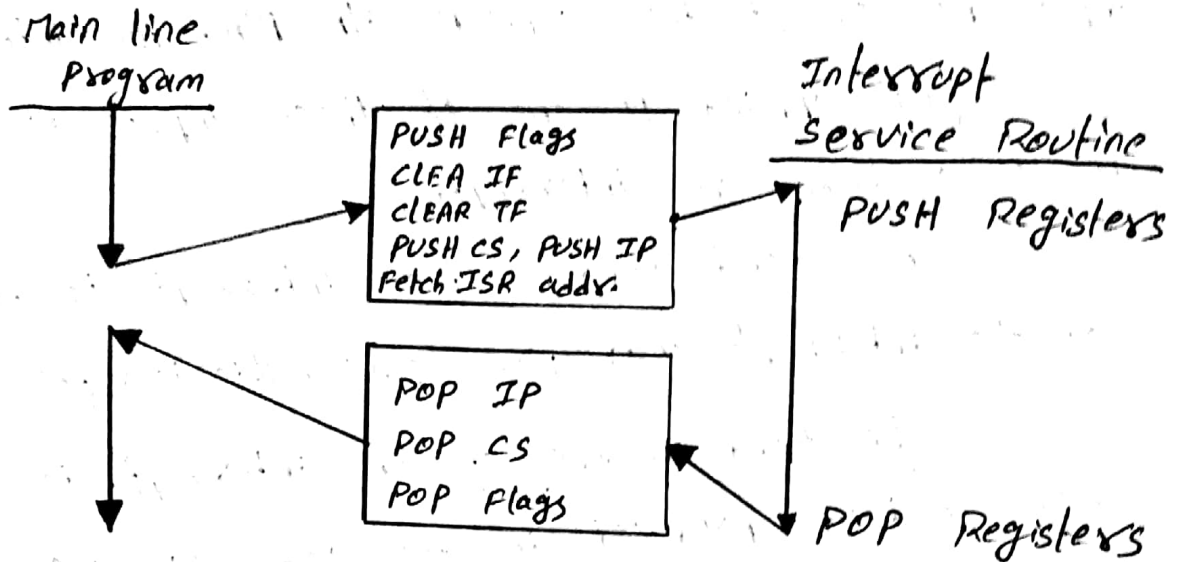 Main line
Program
PUSH Flags
CLEA IF
CLEAR TF
PUSH CS, PUSH IP
Fetch ISR addr.
Interrupt
Service Routine
PUSH Registers
POP IP
POP CS
POP Flags
POP Registers